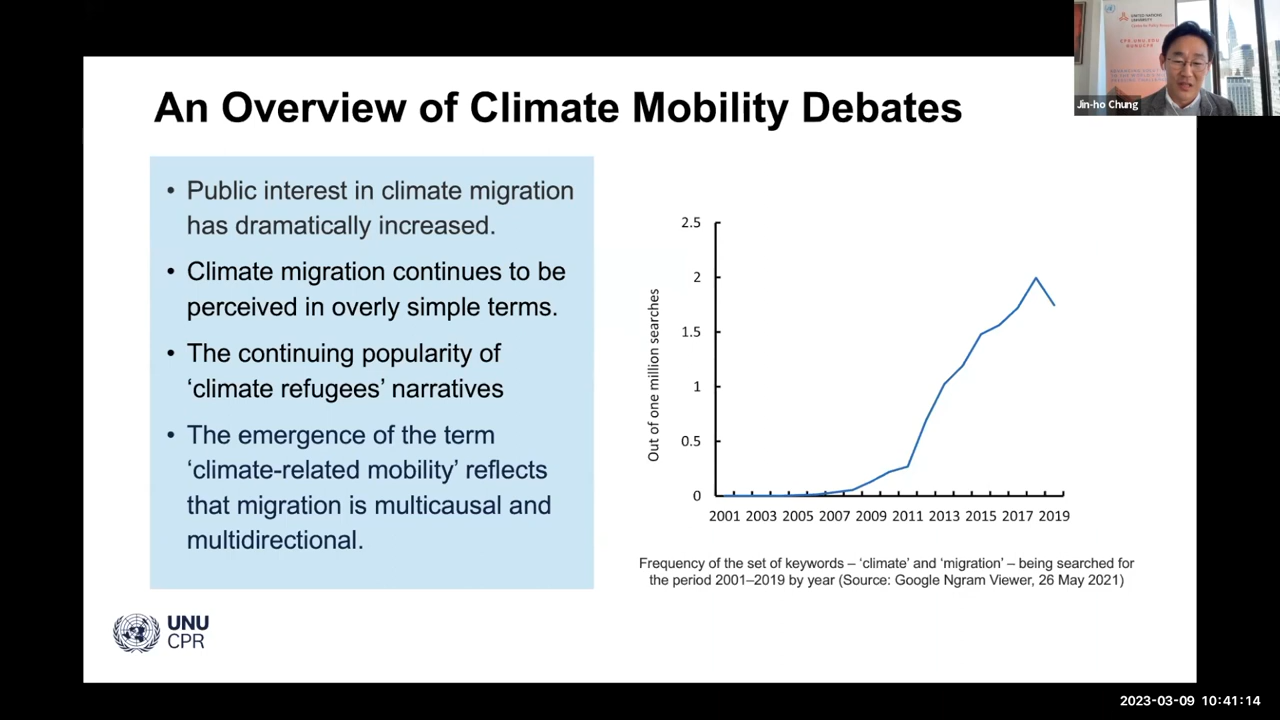 An Overview of Climate Mobility Debates
• Public interest in climate migration
has dramatically increased.
• Climate migration continues to be
perceived in overly simple terms.
• The continuing popularity of
‘climate refugees’ narratives
• The emergence of the term
‘climate-related mobility’ reflects
that migration is multicausal and
multidirectional.
Out of one million searches
2.5
2
1.5
1
0.5
0
2001 2003 2005 2007 2009 2011 2013 2015 2017 2019
Frequency of the set of keywords – ‘climate’ and ‘migration’ – being searched for
the period 2001–2019 by year (Source: Google Ngram Viewer, 26 May 2021)
UNU
CPR
UNITED NATIONS
UNIVERSITY
Jin-ho Chung
2023-03-09 10:41:14